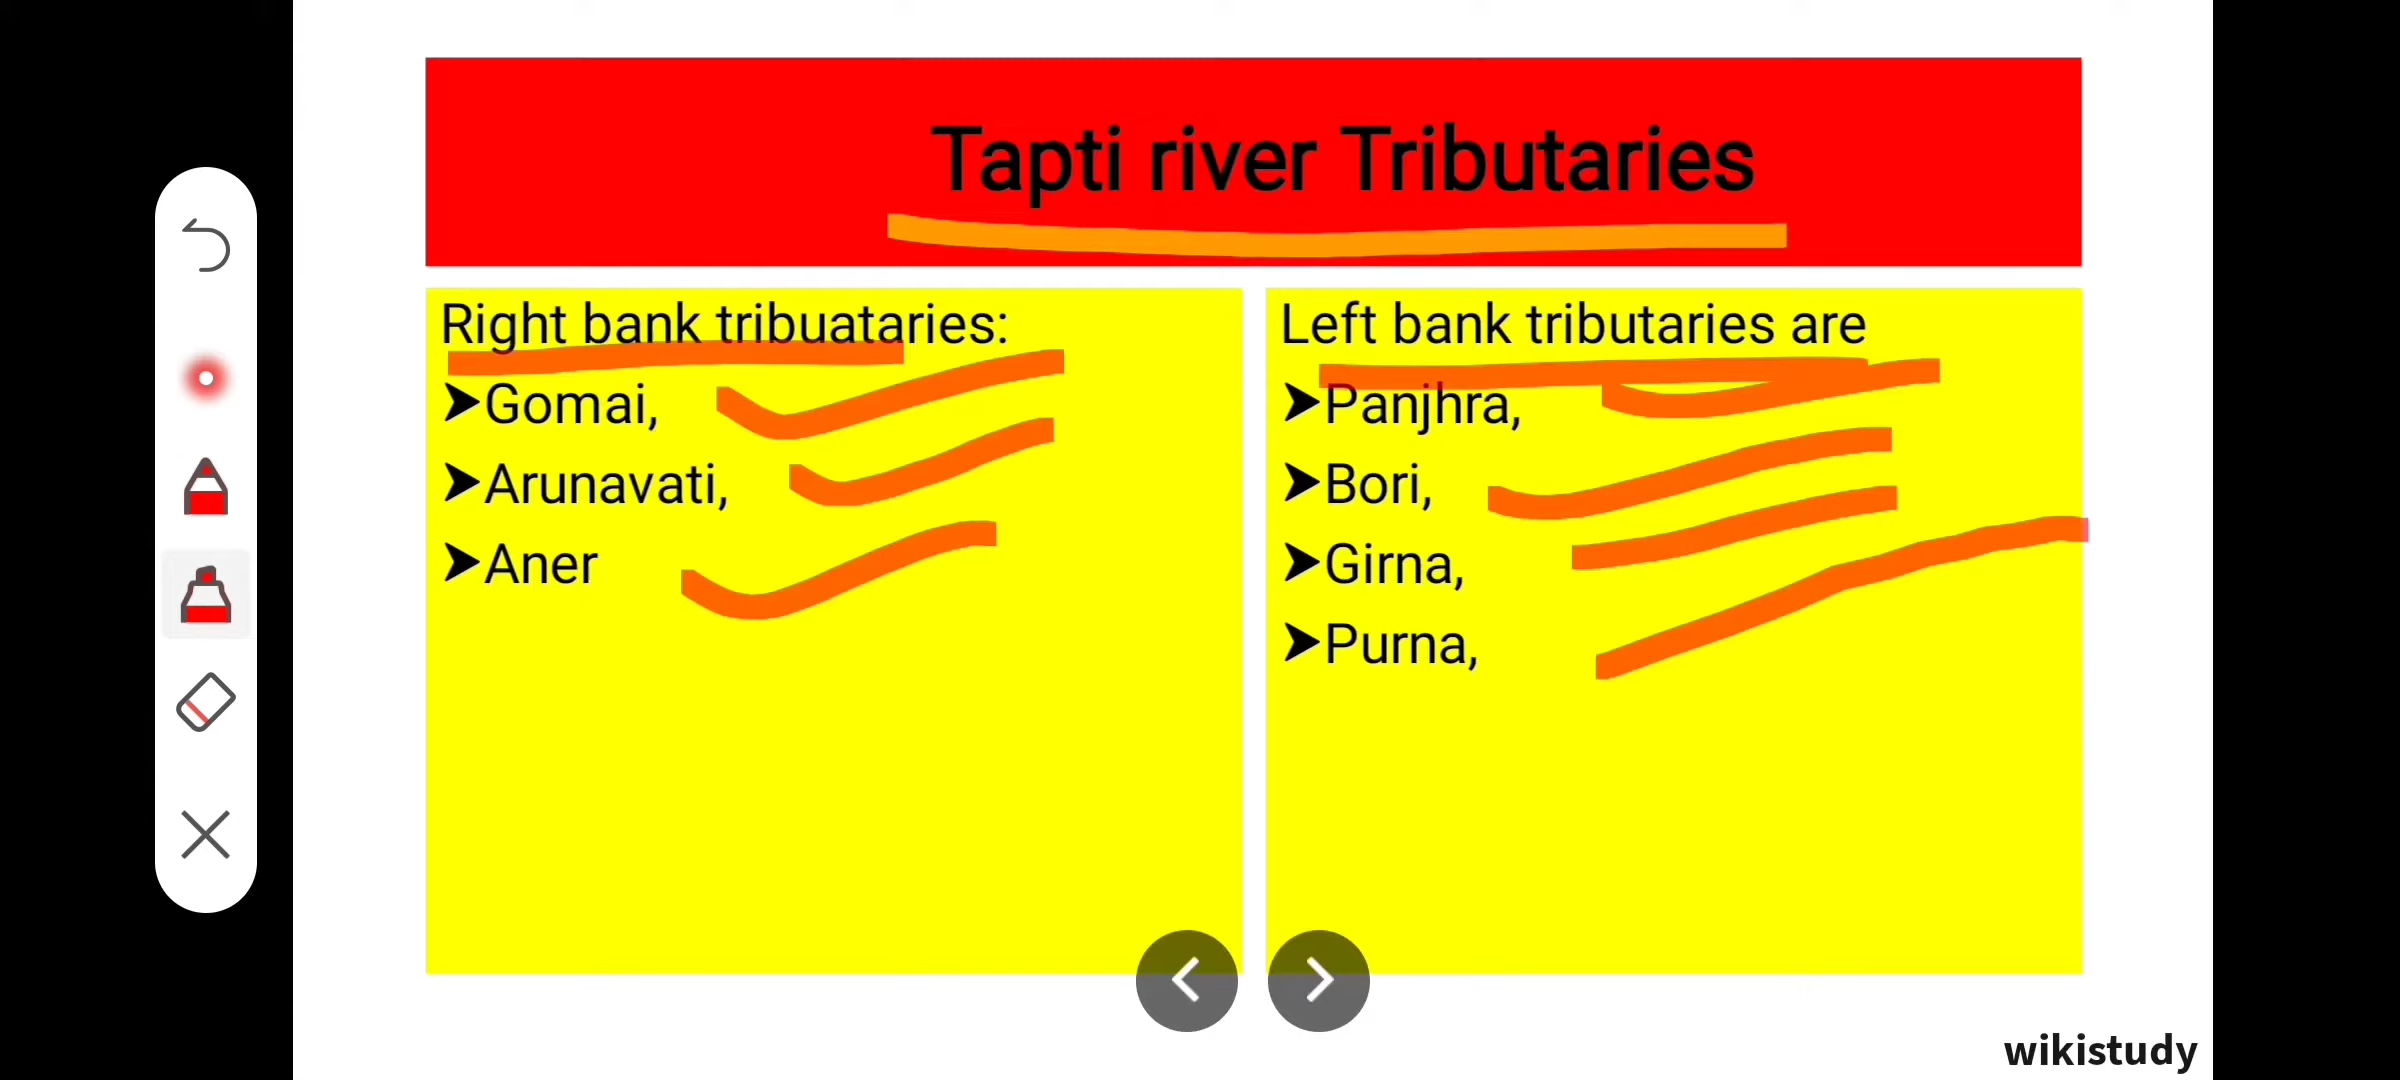 Tapti river Tributaries
Right bank tribuataries:
➤Gomai,
➤Arunavati,
➤Aner
Left bank tributaries are
➤Panjhra,
➤Bori,
➤Girna,
➤Purna,
wikistudy